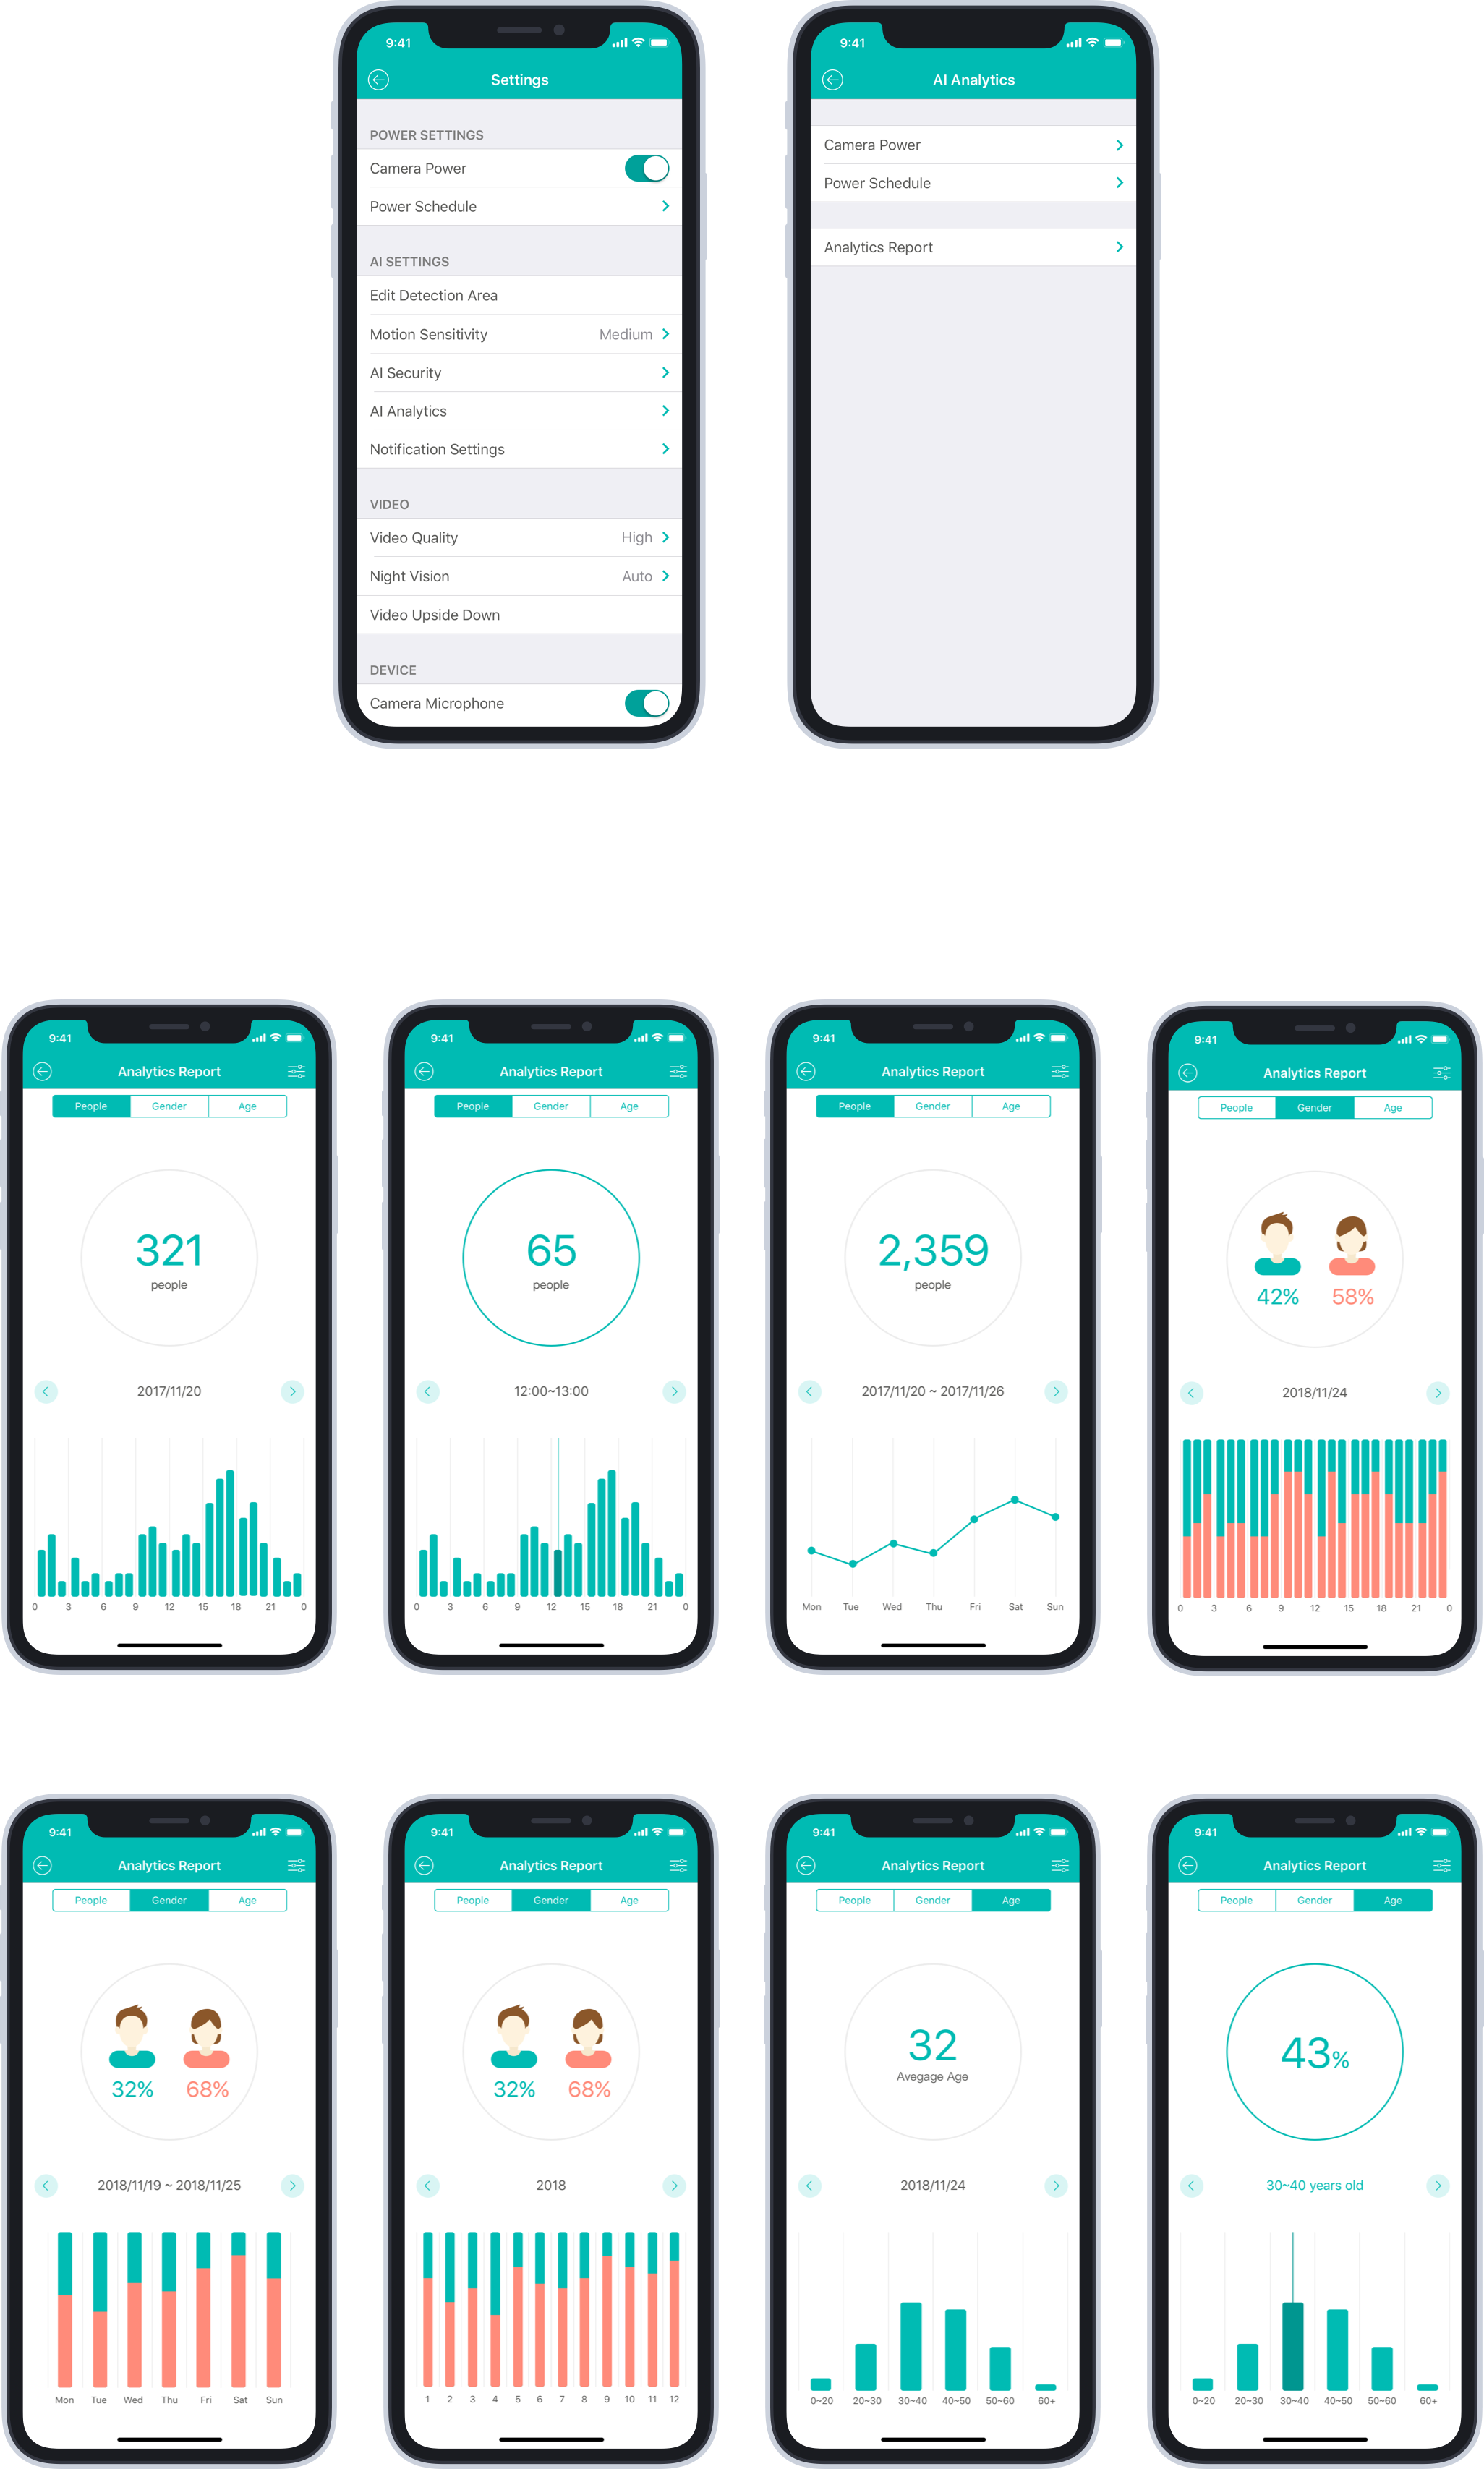 9:41
Settings
POWER SETTINGS
Camera Power
Power Schedule
AI SETTINGS
Edit Detection Area
Motion Sensitivity Medium
AI Security
AI Analytics
Notification Settings
VIDEO
Video Quality High
Night Vision Auto
Video Upside Down
DEVICE
Camera Microphone
9:41
AI Analytics
Camera Power
Power Schedule
Analytics Report
9:41
Analytics Report
People Gender Age
321
people
2017/11/20
0 3 6 9 12 15 18 21 0
9:41
Analytics Report
People Gender Age
65
people
12:00~13:00
0 3 6 9 12 15 18 21 0
9:41
Analytics Report
People Gender Age
2,359
people
2017/11/20 ~ 2017/11/26
Mon Tue Wed Thu Fri Sat Sun
9:41
Analytics Report
People Gender Age
42% 58%
2018/11/24
0 3 6 9 12 15 18 21 0
9:41
Analytics Report
People Gender Age
32% 68%
2018/11/19 ~ 2018/11/25
Mon Tue Wed Thu Fri Sat Sun
9:41
Analytics Report
People Gender Age
32% 68%
2018
1 2 3 4 5 6 7 8 9 10 11 12
9:41
Analytics Report
People Gender Age
32
Avegage Age
2018/11/24
0~20 20~30 30~40 40~50 50~60 60+
9:41
Analytics Report
People Gender Age
43%
30~40 years old
0~20 20~30 30~40 40~50 50~60 60+